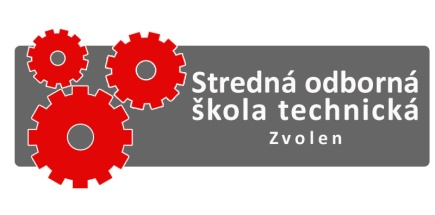 Stredná odborná
škola technická
Zvolen